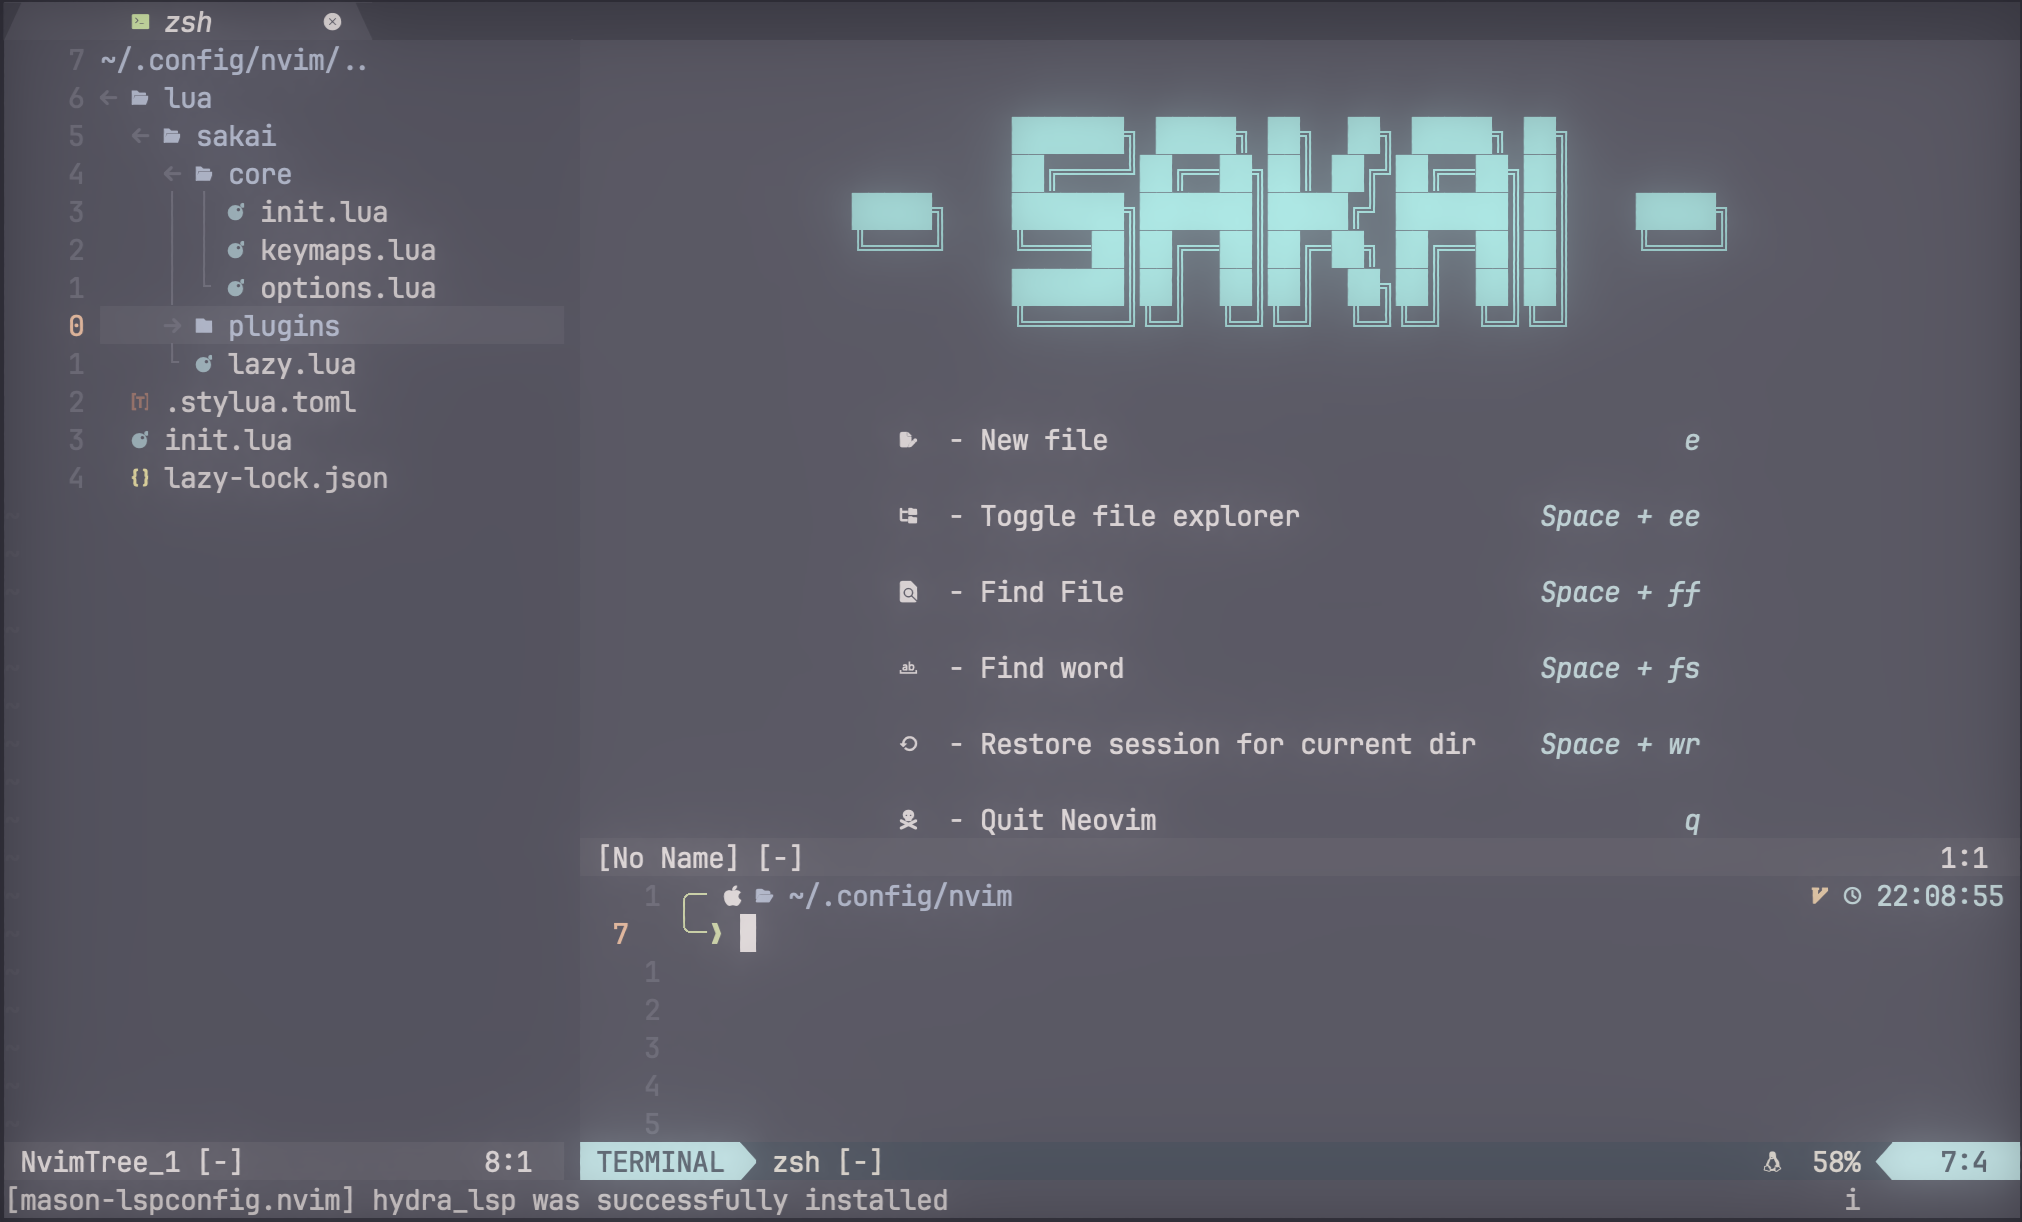 zsh
7 ~/.config/nvim/..
6 lua
5 sakai
4 core
3 init.lua
2 keymaps.lua
1 options.lua
0 plugins
1 lazy.lua
2 .stylua.toml
3 init.lua
4 lazy-lock.json
NvimTree_1 [-] 8:1
- SAKAI -
- New file e
- Toggle file explorer Space + ee
- Find File Space + ff
- Find word Space + fs
- Restore session for current dir Space + wr
- Quit Neovim q
[No Name] [-] 1:1
1 ~/.config/nvim 22:08:55
7 ❱
1
2
3
4
5
TERMINAL zsh [-] 58% 7:4
[mason-lspconfig.nvim] hydra_lsp was successfully installed i